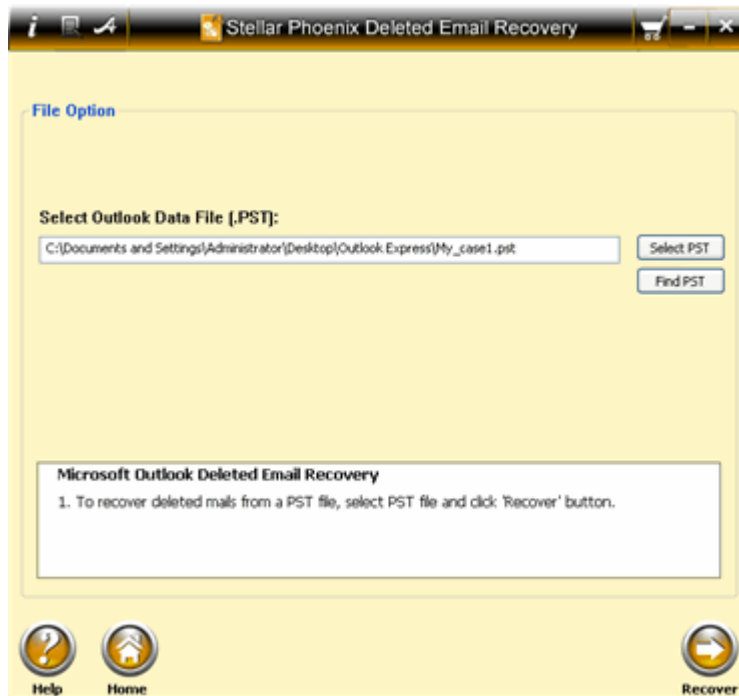 Stellar Phoenix Deleted Email Recovery
File Option
Select Outlook Data File (.PST):
C:\Documents and Settings\Administrator\Desktop\Outlook Express\My_case1.pst
Select PST
Find PST
Microsoft Outlook Deleted Email Recovery
1. To recover deleted mails from a PST file, select PST file and click 'Recover' button.
Help
Home
Recover